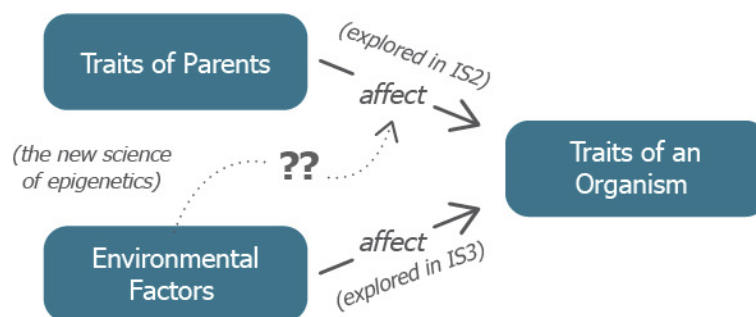 Traits of Parents
(explored in IS2)
affect
(the new science
of epigenetics)
??
Traits of an
Organism
Environmental
Factors
affect
(explored in IS3)